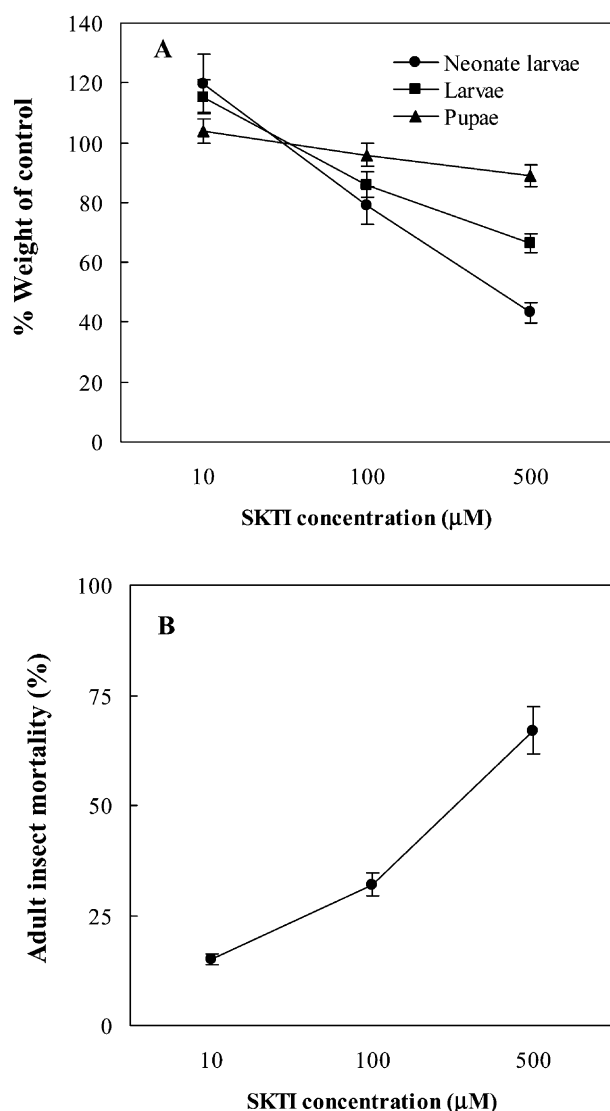 140
120
100
80
60
40
20
0
% Weight of control
A
Neonate larvae
Larvae
Pupae
10 100 500
SKTI concentration (μM)
100
75
50
25
0
Adult insect mortality (%)
B
10 100 500
SKTI concentration (μM)